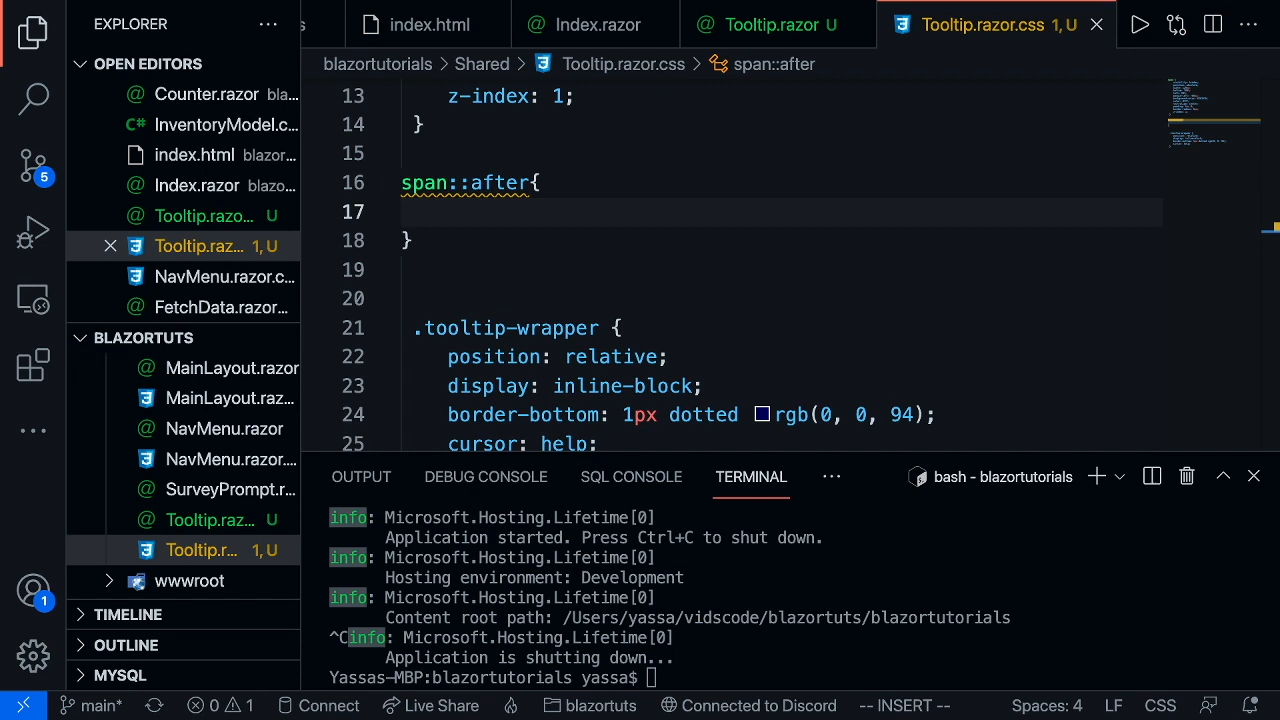 EXPLORER
s
index.html
Index.razor
Tooltip.razor U
Tooltip.razor.css 1, U
blazortutorials > Shared > Tooltip.razor.css > span::after
OPEN EDITORS
Counter.razor bla...
C# InventoryModel.c...
index.html blazor...
Index.razor blazo...
Tooltip.razo... U
Tooltip.raz... 1, U
NavMenu.razor.c...
FetchData.razor...
BLAZORTUTS
MainLayout.razor
MainLayout.raz...
NavMenu.razor
NavMenu.razor....
SurveyPrompt.r...
Tooltip.raz... U
Tooltip.r... 1, U
wwwroot
TIMELINE
OUTLINE
MYSQL
5
1
13 z-index: 1;
14 }
15
16 span::after{
17
18 }
19
20
21 .tooltip-wrapper {
22 position: relative;
23 display: inline-block;
24 border-bottom: 1px dotted rgb(0, 0, 94);
25 cursor: help;
OUTPUT DEBUG CONSOLE SQL CONSOLE TERMINAL ... bash - blazortutorials
info: Microsoft.Hosting.Lifetime[0]
Application started. Press Ctrl+C to shut down.
info: Microsoft.Hosting.Lifetime[0]
Hosting environment: Development
info: Microsoft.Hosting.Lifetime[0]
Content root path: /Users/yassa/vidscode/blazortuts/blazortutorials
^Cinfo: Microsoft.Hosting.Lifetime[0]
Application is shutting down...
Yassas-MBP:blazortutorials yassa$
main* 0 1 Connect Live Share blazortuts Connected to Discord -- INSERT -- Spaces: 4 LF CSS